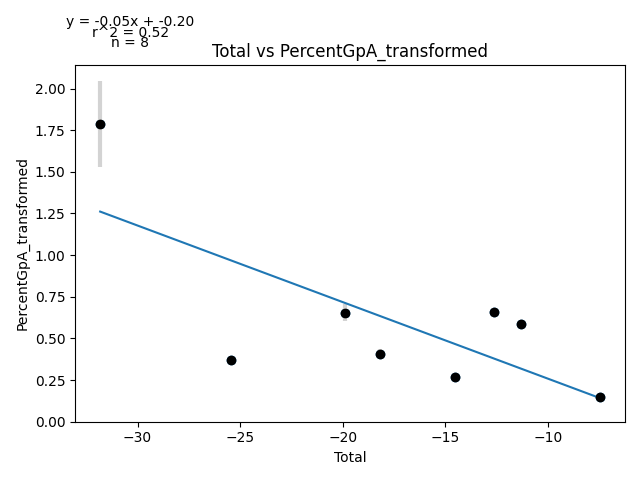 y = -0.05x + -0.20
r^2 = 0.52
n = 8
Total vs PercentGpA_transformed
2.00
1.75
1.50
1.25
1.00
0.75
0.50
0.25
0.00
PercentGpA_transformed
−30
−25
−20
−15
−10
Total